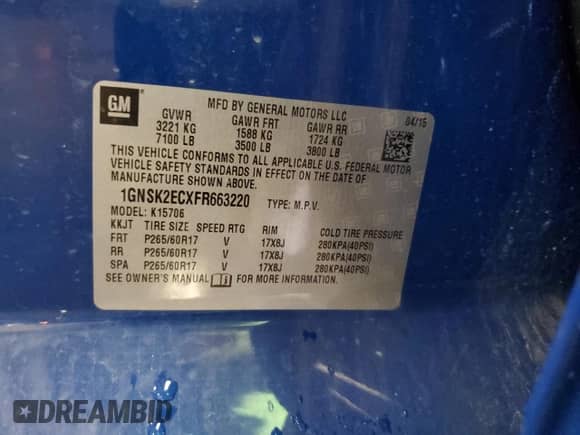 GM
MFD BY GENERAL MOTORS LLC
04/15
GVWR GAWR FRT GAWR RR
3221 KG 1588 KG 1724 KG
7100 LB 3500 LB 3800 LB
THIS VEHICLE CONFORMS TO ALL APPLICABLE U.S. FEDERAL MOTOR
VEHICLE SAFETY STANDARDS IN EFFECT ON THE DATE OF
MANUFACTURE SHOWN ABOVE.
1GNSK2ECXFR663220 TYPE: M.P.V.
MODEL: K15706
KKJT TIRE SIZE SPEED RTG RIM COLD TIRE PRESSURE
FRT P265/60R17 V 17X8J 280KPA(40PSI)
RR P265/60R17 V 17X8J 280KPA(40PSI)
SPA P265/60R17 V 17X8J 280KPA(40PSI)
SEE OWNER'S MANUAL FOR MORE INFORMATION.
DREAMBID